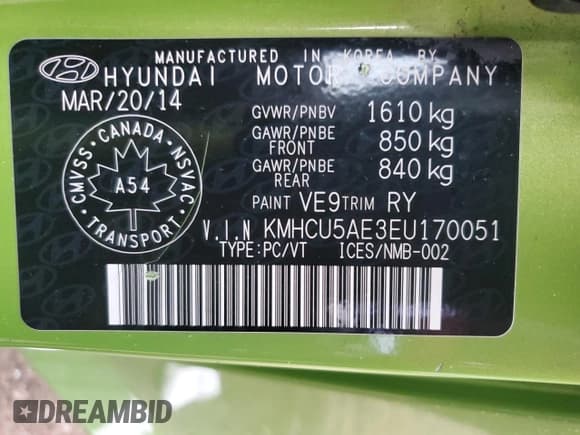 MANUFACTURED IN KOREA BY
HYUNDAI MOTOR COMPANY
MAR/20/14
GVWR/PNBV 1610 kg
GAWR/PNBE FRONT 850 kg
GAWR/PNBE REAR 840 kg
CMVSS • CANADA • NSVAC
A54
TRANSPORT
PAINT VE9 TRIM RY
V.I.N KMHCU5AE3EU170051
TYPE:PC/VT ICES/NMB-002
DREAMBID